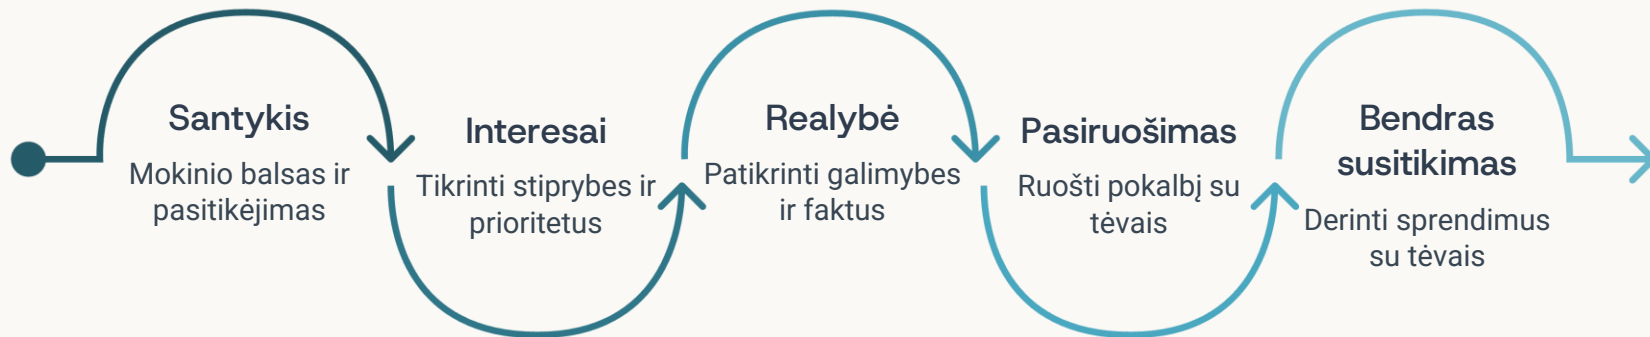 Santykis
Mokinio balsas ir
pasitikėjimas
Interesai
Tikrinti stiprybes ir
prioritetus
Realybė
Patikrinti galimybes
ir faktus
Pasiruošimas
Ruošti pokalbį su
tėvais
Bendras
susitikimas
Derinti sprendimus
su tėvais